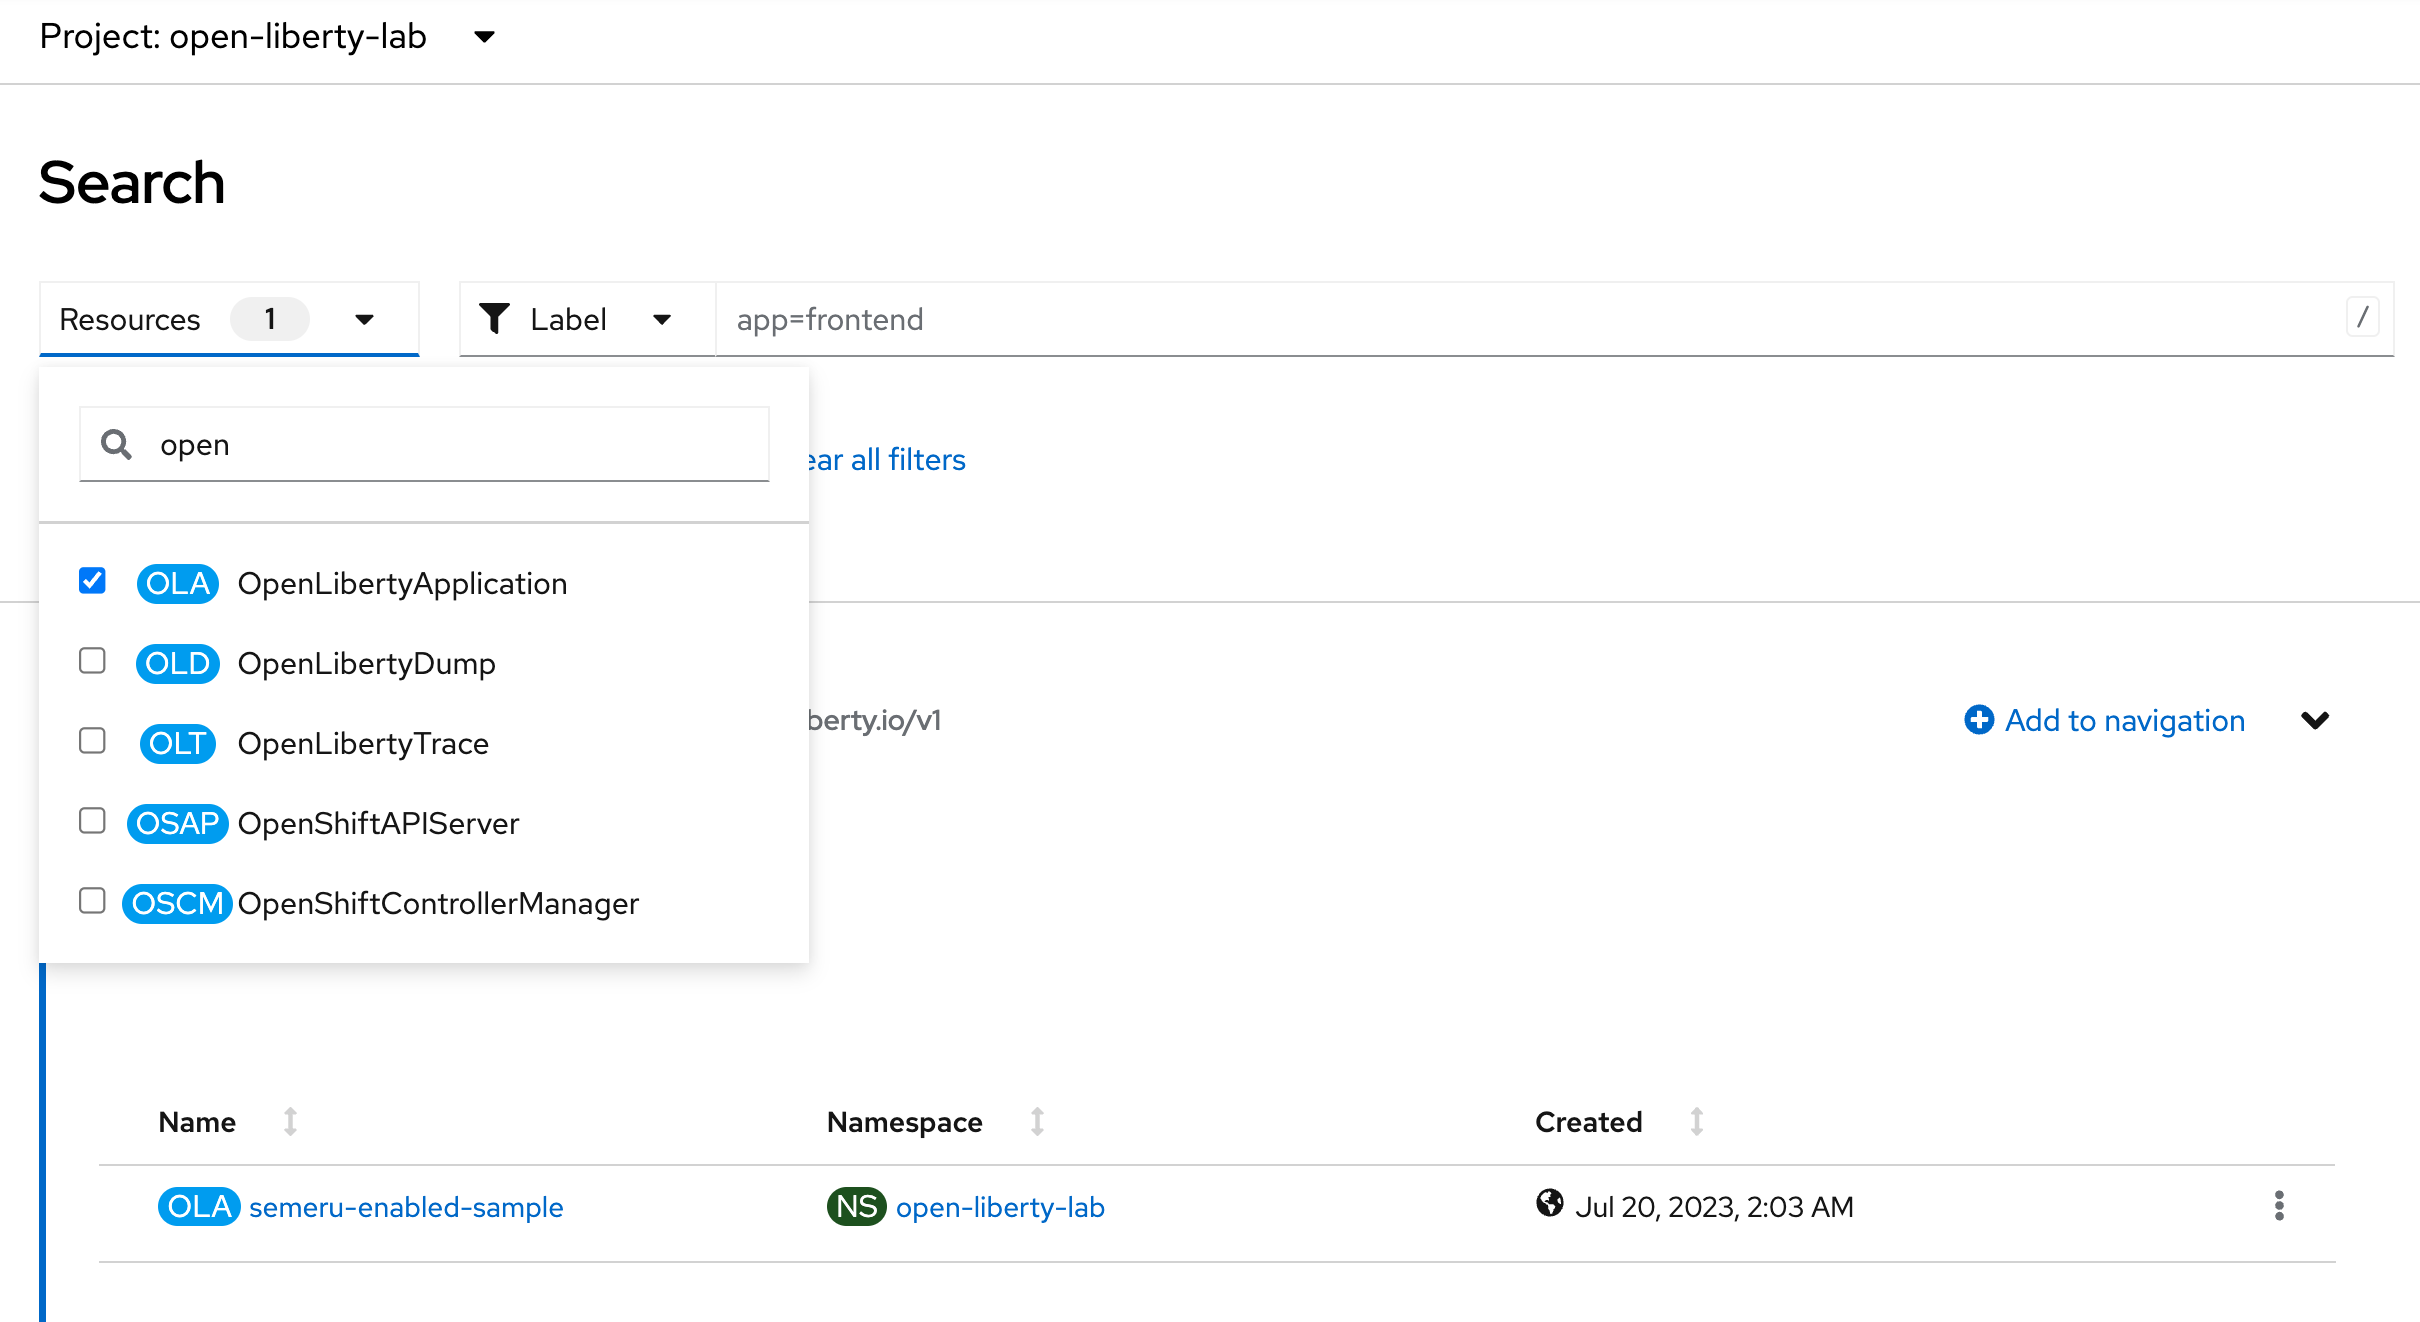 Project: open-liberty-lab
Search
Resources 1
Label
app=frontend
/
open
ear all filters
OLA OpenLibertyApplication
OLD OpenLibertyDump
OLT OpenLibertyTrace
OSAP OpenShiftAPIServer
OSCM OpenShiftControllerManager
berty.io/v1
Add to navigation
Name Namespace Created
OLA semeru-enabled-sample NS open-liberty-lab Jul 20, 2023, 2:03 AM